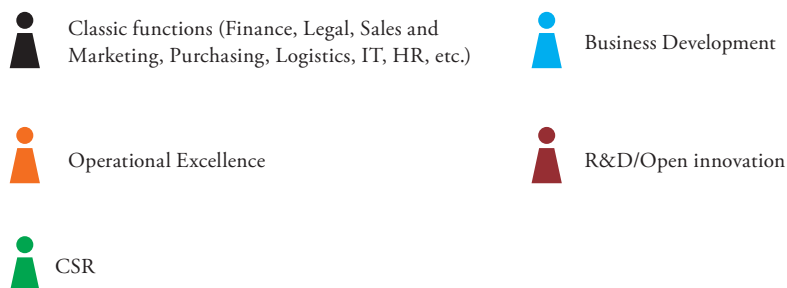 Classic functions (Finance, Legal, Sales and
Marketing, Purchasing, Logistics, IT, HR, etc.)
Business Development
Operational Excellence
R&D/Open innovation
CSR